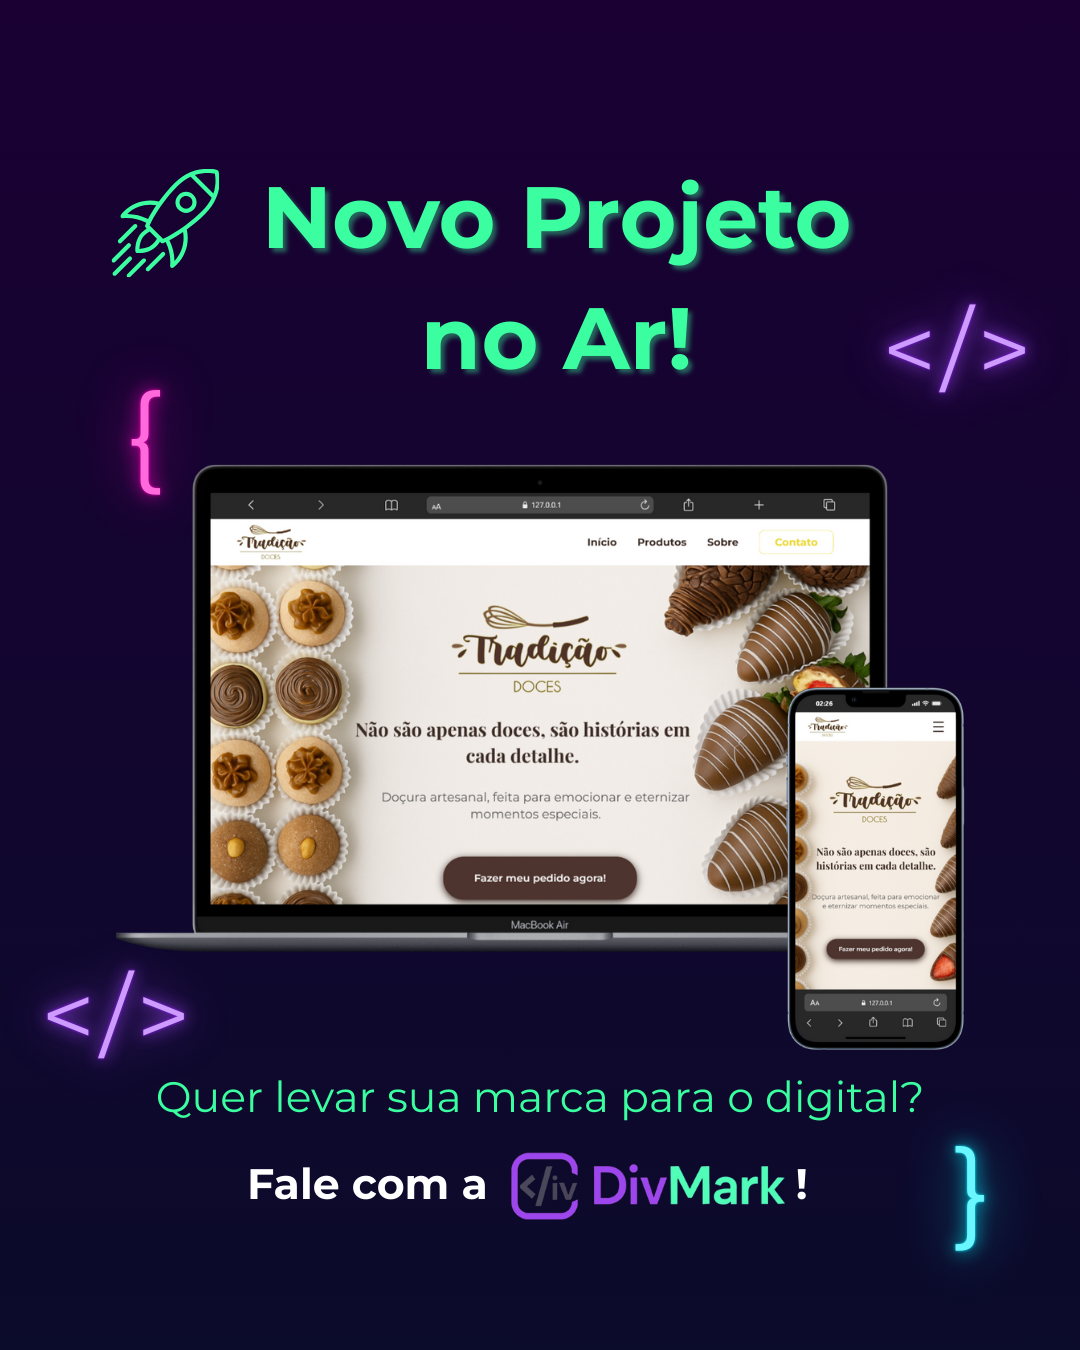 Novo Projeto
no Ar!
</>
{
AA 127.0.0.1
Tradição
DOCES
Início Produtos Sobre Contato
Tradição
DOCES
Não são apenas doces, são histórias em
cada detalhe.
Doçura artesanal, feita para emocionar e eternizar
momentos especiais.
Fazer meu pedido agora!
MacBook Air
02:26
Tradição
Tradição
DOCES
Não são apenas doces, são
histórias em cada detalhe.
Doçura artesanal, feita para emocionar
e eternizar momentos especiais.
Fazer meu pedido agora!
AA 127.0.0.1
</>
Quer levar sua marca para o digital?
Fale com a </iv DivMark !
}